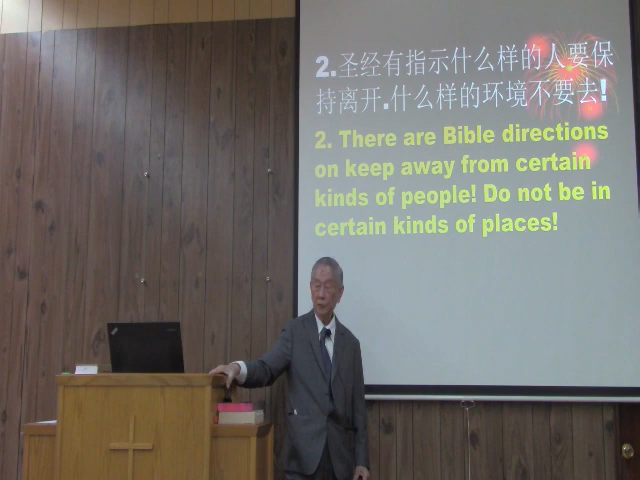 2.圣经有指示什么样的人要保
持离开.什么样的环境不要去!
2. There are Bible directions
on keep away from certain
kinds of people! Do not be in
certain kinds of places!